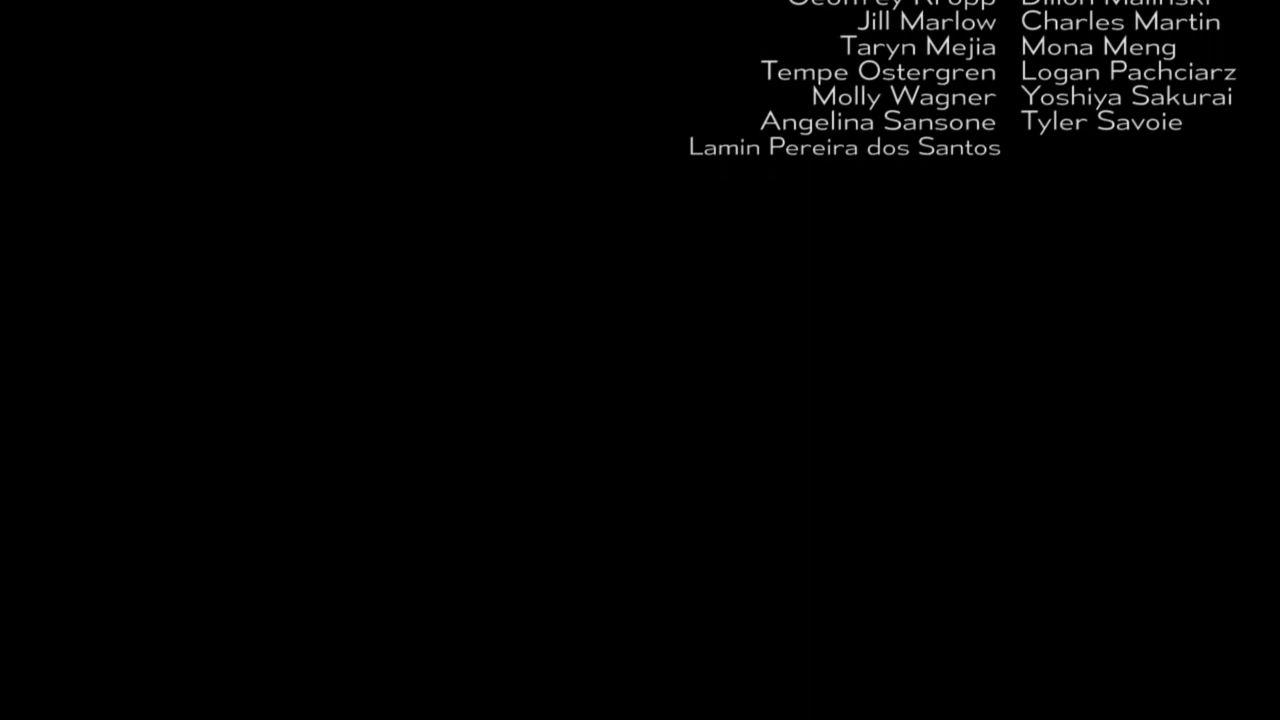 Jill Marlow Charles Martin
Taryn Mejia Mona Meng
Tempe Ostergren Logan Pachciarz
Molly Wagner Yoshiya Sakurai
Angelina Sansone Tyler Savoie
Lamin Pereira dos Santos